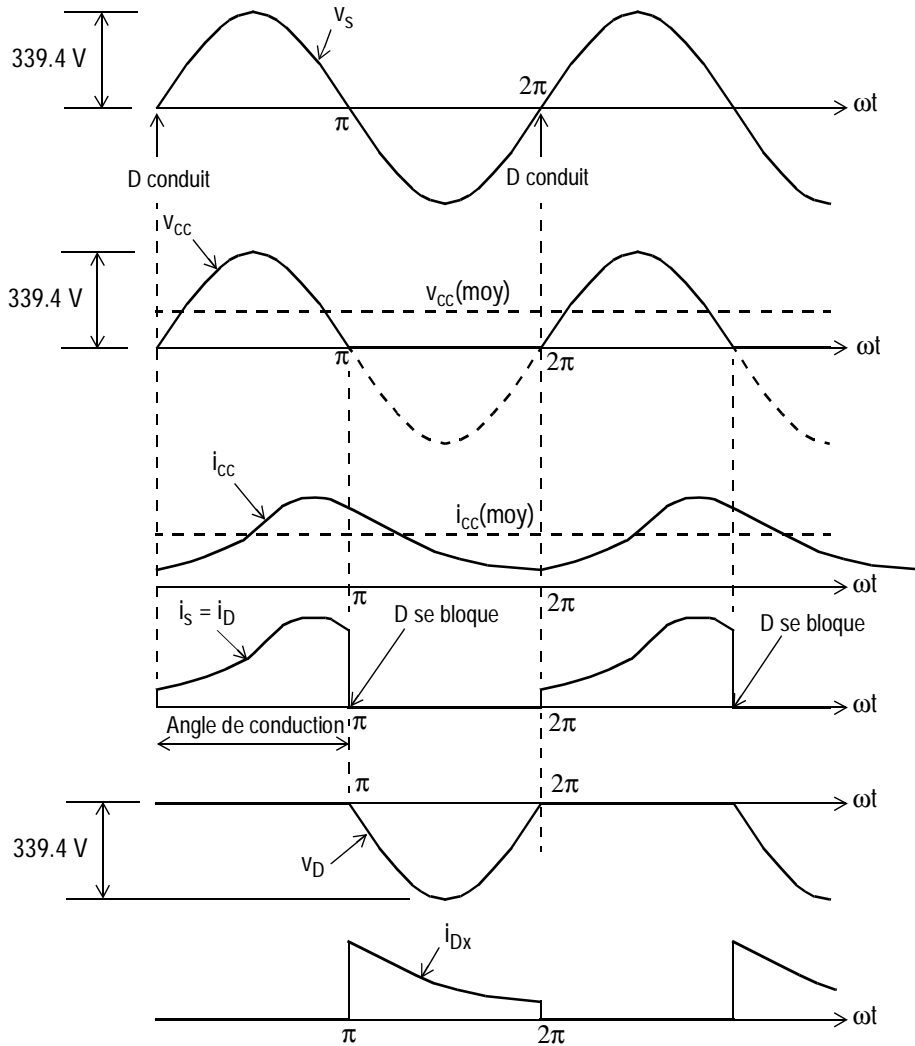 v_s
339.4 V
2π
ωt
π
D conduit
D conduit
v_cc
v_cc(moy)
339.4 V
π
2π
ωt
i_cc
i_cc(moy)
π
2π
ωt
i_s = i_D
D se bloque
D se bloque
π
2π
ωt
Angle de conduction
π
2π
ωt
339.4 V
v_D
i_Dx
π
2π
ωt